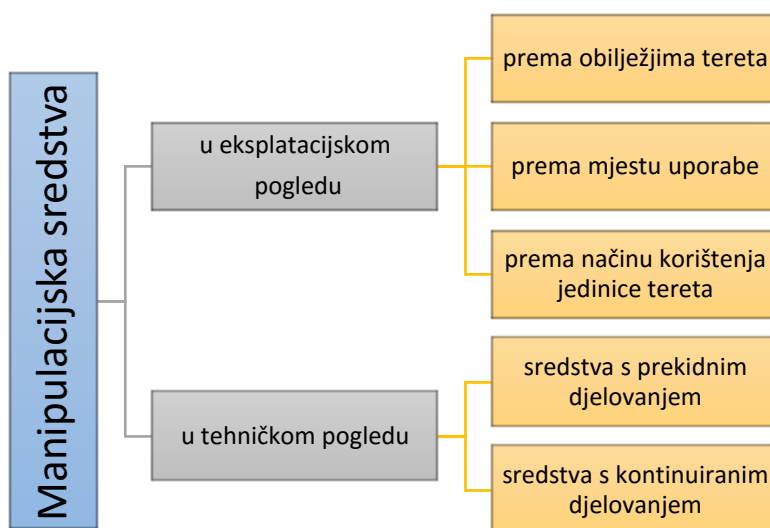 Manipulacijska sredstva
u eksplatacijskom
pogledu
prema obilježjima tereta
prema mjestu uporabe
prema načinu korištenja
jedinice tereta
u tehničkom pogledu
sredstva s prekidnim
djelovanjem
sredstva s kontinuiranim
djelovanjem